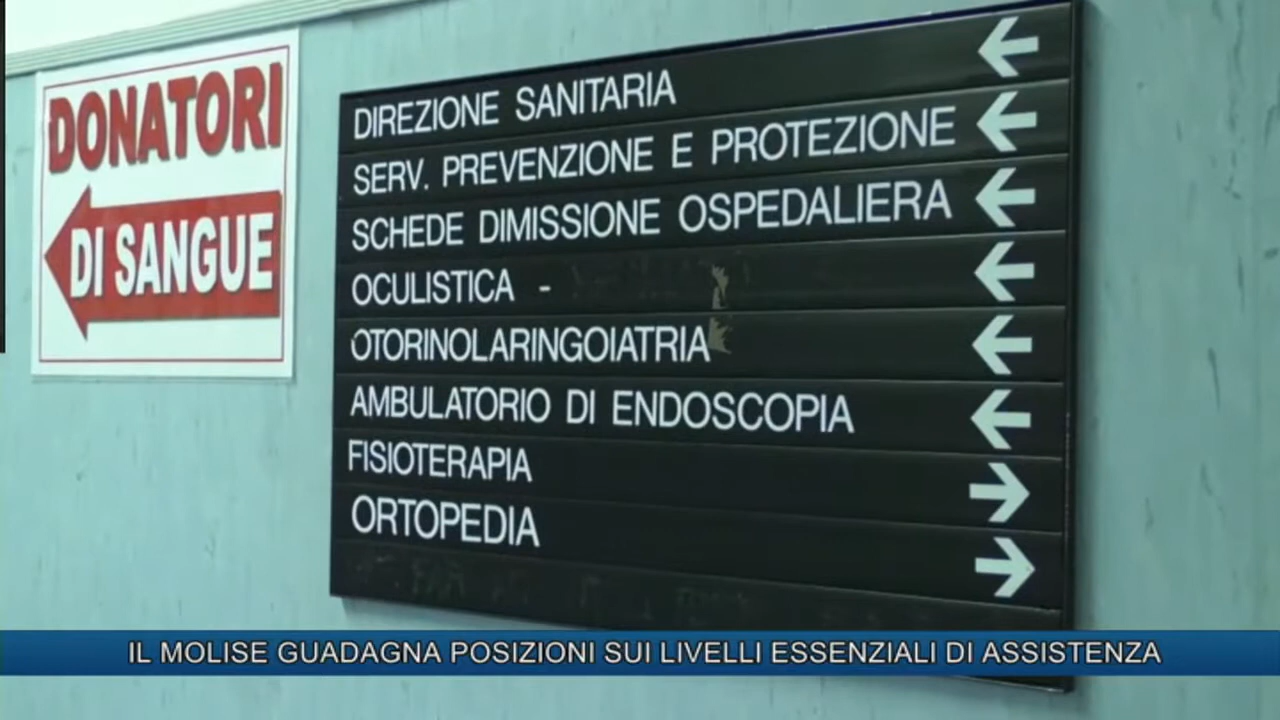 DONATORI
DI SANGUE
DIREZIONE SANITARIA
SERV. PREVENZIONE E PROTEZIONE
SCHEDE DIMISSIONE OSPEDALIERA
OCULISTICA -
OTORINOLARINGOIATRIA
AMBULATORIO DI ENDOSCOPIA
FISIOTERAPIA
ORTOPEDIA
IL MOLISE GUADAGNA POSIZIONI SUI LIVELLI ESSENZIALI DI ASSISTENZA